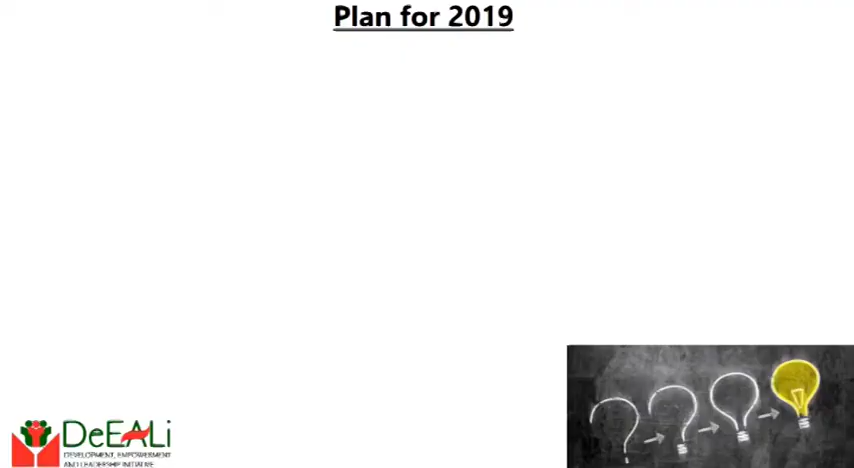 Plan for 2019
DeEALi
DEVELOPMENT, EMPOWERMENT
AND LEADERSHIP INITIATIVE